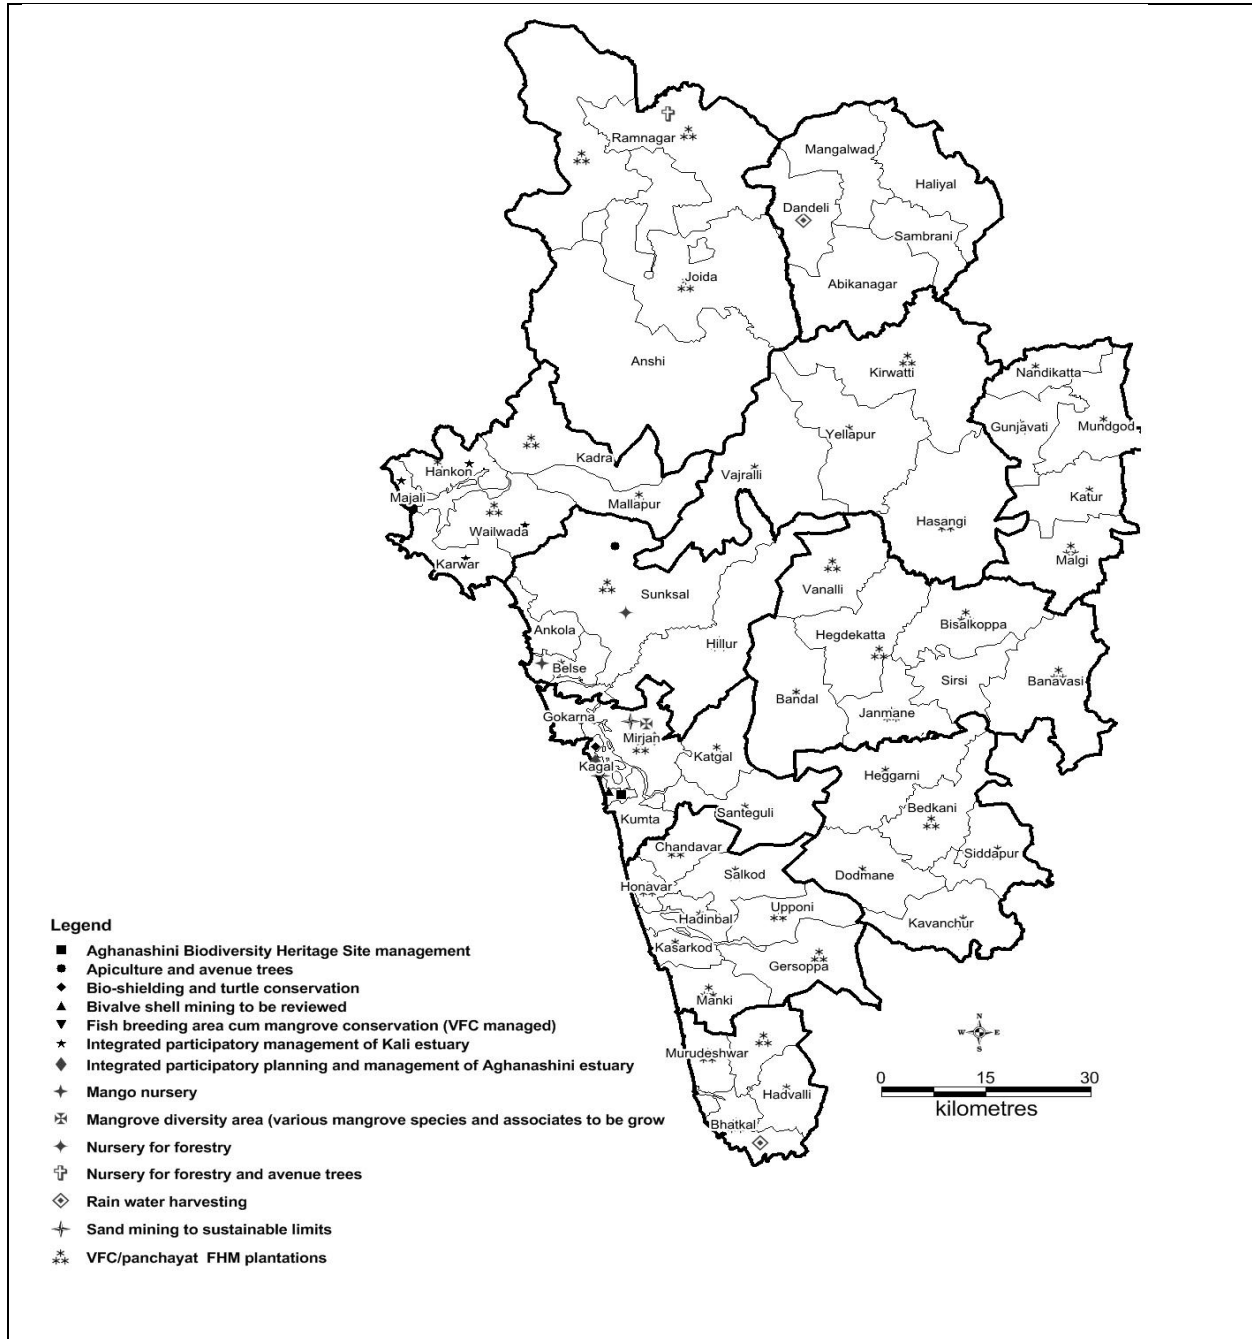 Ramnagar
Mangalwad
Haliyal
Dandeli
Sambrani
Joida
Abikanagar
Anshi
Kirwatti
Nandikatta
Gunjavati
Mundgod
Yellapur
Kadra
Hankon
Vajralli
Majali
Mallapur
Katur
Wailwada
Hasangi
Karwar
Malgi
Sunksal
Vanalli
Ankola
Hillur
Hegdekatta
Bisalkoppa
Belse
Sirsi
Banavasi
Bandal
Gokarna
Janmane
Mirjan
Katgal
Kagal
Heggarni
Bedkani
Kumta
Santeguli
Chandavar
Siddapur
Salkod
Dodmane
Honavar
Upponi
Hadinbal
Kavanchur
Kasarkod
Gersoppa
Manki
Murudeshwar
Hadvalli
Bhatkal
N
W E
S
0 15 30
kilometres
Legend
Aghanashini Biodiversity Heritage Site management
Apiculture and avenue trees
Bio-shielding and turtle conservation
Bivalve shell mining to be reviewed
Fish breeding area cum mangrove conservation (VFC managed)
Integrated participatory management of Kali estuary
Integrated participatory planning and management of Aghanashini estuary
Mango nursery
Mangrove diversity area (various mangrove species and associates to be grow
Nursery for forestry
Nursery for forestry and avenue trees
Rain water harvesting
Sand mining to sustainable limits
VFC/panchayat FHM plantations